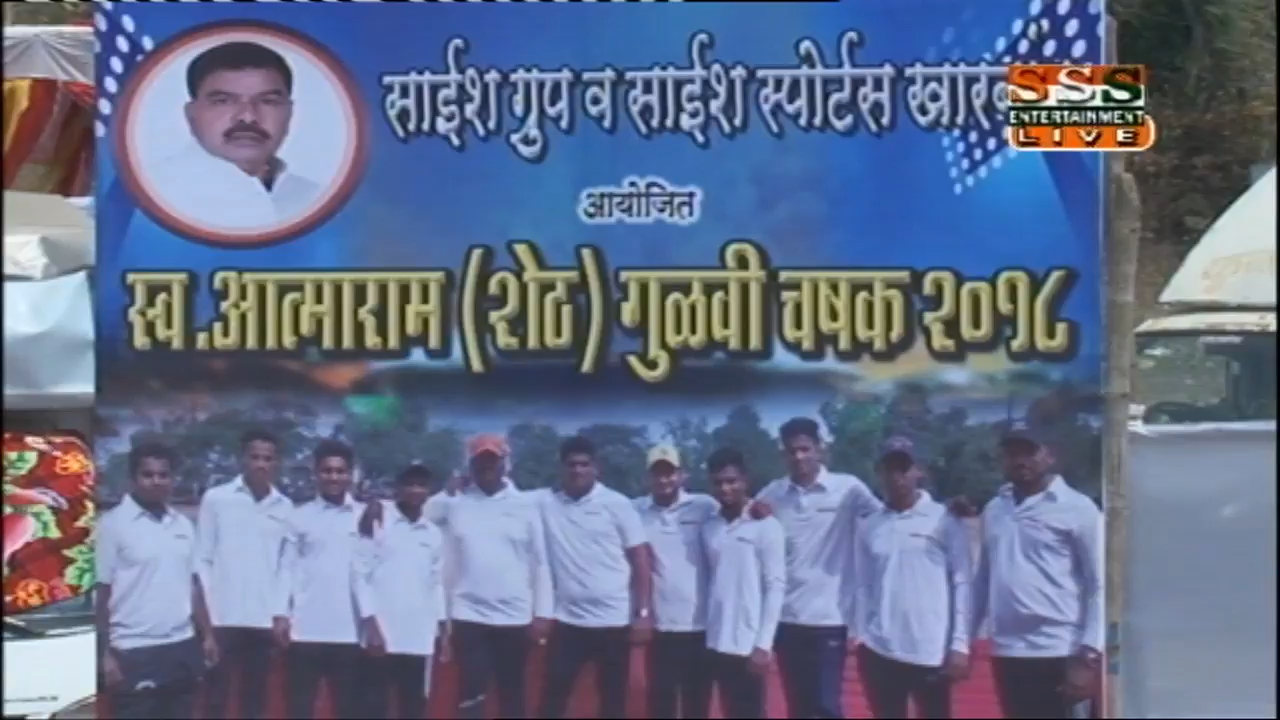 साईश ग्रुप व साईश स्पोर्टस
आयोजित
स्व.आत्माराम (शेठ) गुळवी चषक २०१८
SSS
ENTERTAINMENT
LIVE